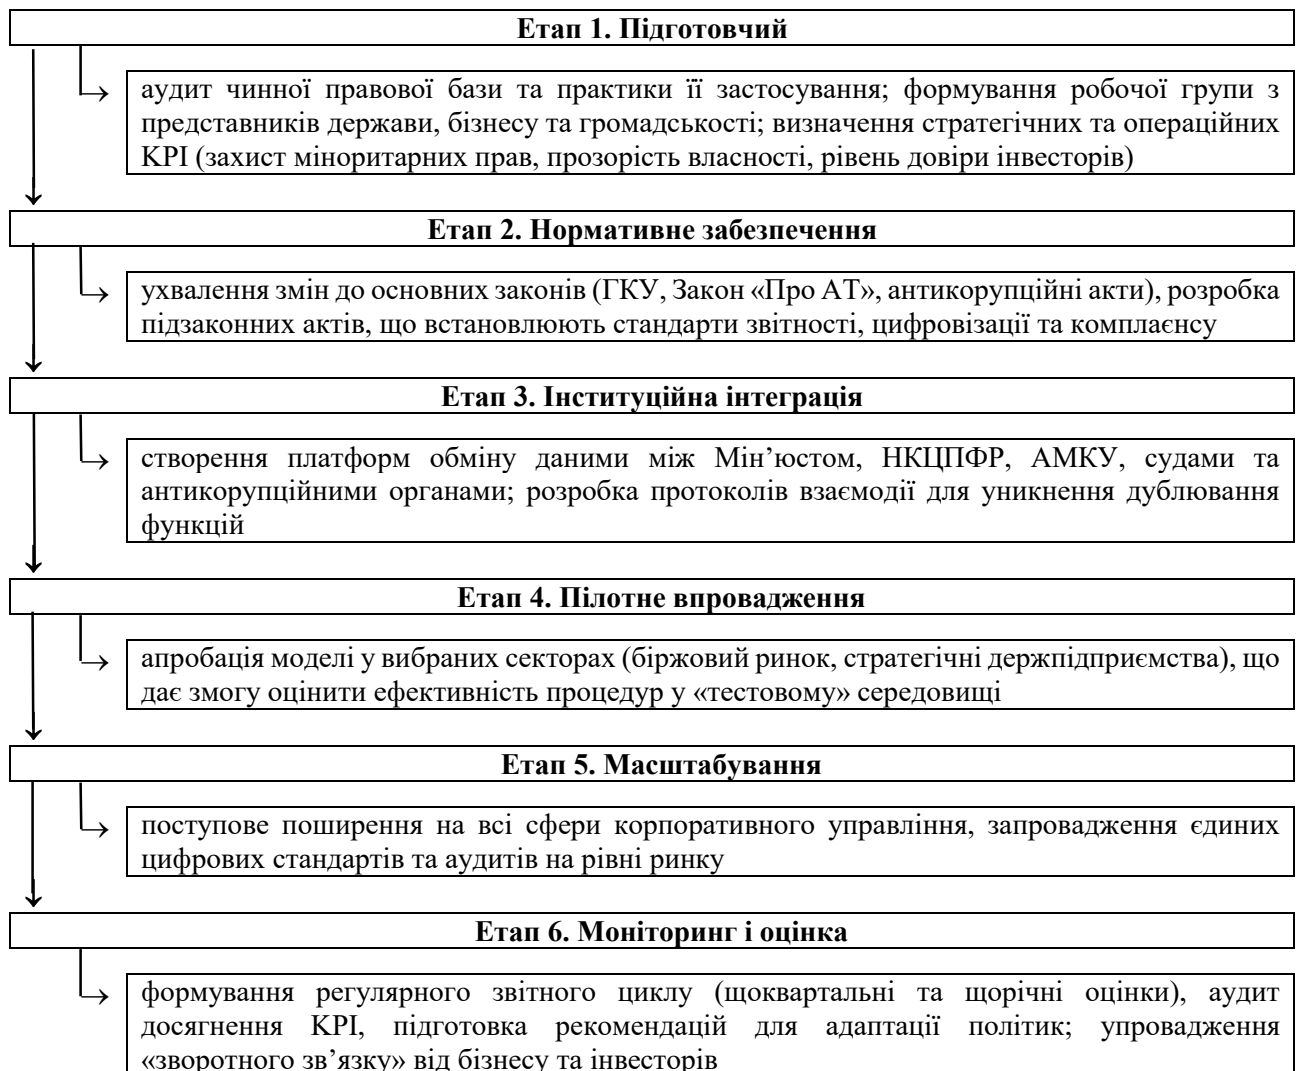 Етап 1. Підготовчий
аудит чинної правової бази та практики її застосування; формування робочої групи з
представників держави, бізнесу та громадськості; визначення стратегічних та операційних
KPI (захист міноритарних прав, прозорість власності, рівень довіри інвесторів)
Етап 2. Нормативне забезпечення
ухвалення змін до основних законів (ГКУ, Закон «Про АТ», антикорупційні акти), розробка
підзаконних актів, що встановлюють стандарти звітності, цифровізації та комплаєнсу
Етап 3. Інституційна інтеграція
створення платформ обміну даними між Мін’юстом, НКЦПФР, АМКУ, судами та
антикорупційними органами; розробка протоколів взаємодії для уникнення дублювання
функцій
Етап 4. Пілотне впровадження
апробація моделі у вибраних секторах (біржовий ринок, стратегічні держпідприємства), що
дає змогу оцінити ефективність процедур у «тестовому» середовищі
Етап 5. Масштабування
поступове поширення на всі сфери корпоративного управління, запровадження єдиних
цифрових стандартів та аудитів на рівні ринку
Етап 6. Моніторинг і оцінка
формування регулярного звітного циклу (щоквартальні та щорічні оцінки), аудит
досягнення KPI, підготовка рекомендацій для адаптації політик; упровадження
«зворотного зв’язку» від бізнесу та інвесторів